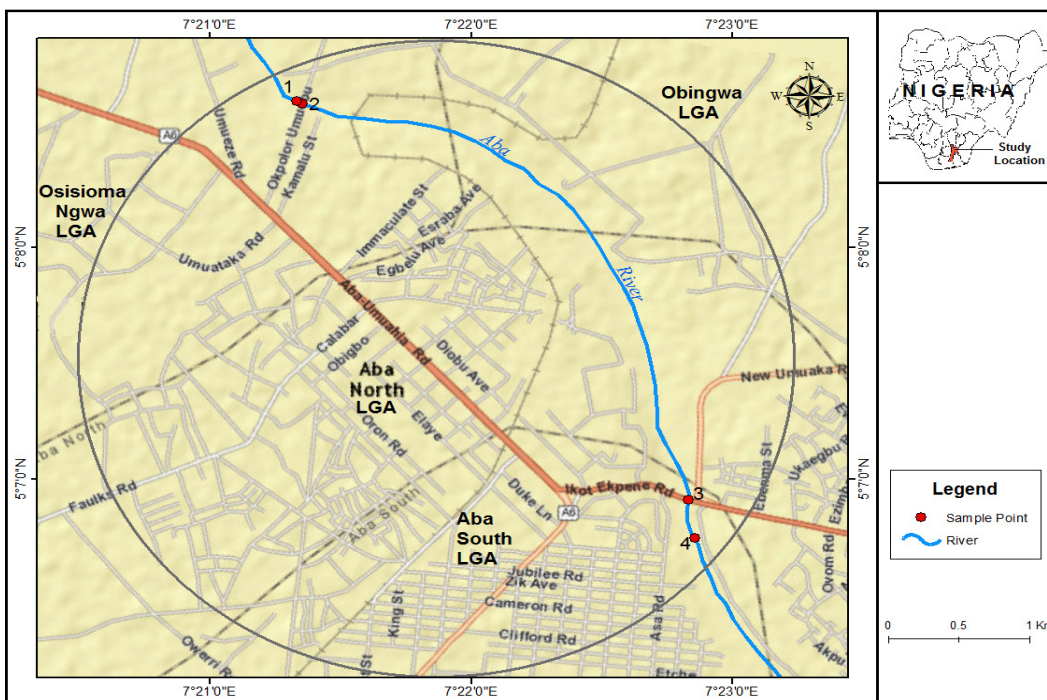 7°21'0"E
7°22'0"E
7°23'0"E
1
2
Obingwa
LGA
N
W
E
S
A6
Umueze Rd
Kamalu St
Aba
Osisioma
Ngwa
LGA
Immaculate St
Esraba Ave
Egbelu Ave
Umuataka Rd
5°8'0"N
5°8'0"N
River
Aba-Umuahia Rd
Calabar
Obigbo
Diobu Ave
Aba
North
LGA
New Umuaka
Elaye
Oron Rd
Aba North
Ukaegbu
Ebenma St
5°7'0"N
5°7'0"N
Faulks Rd
Ikot Ekpene Rd
3
Duke Ln
A6
Aba South
Aba
South
LGA
4
Ovom Rd
Jubilee Rd
Zik Ave
Cameron Rd
King St
Asa Rd
Clifford Rd
Owerri
Etche
7°21'0"E
7°22'0"E
7°23'0"E
NIGERIA
Study
Location
Legend
Sample Point
River
0
0.5
1